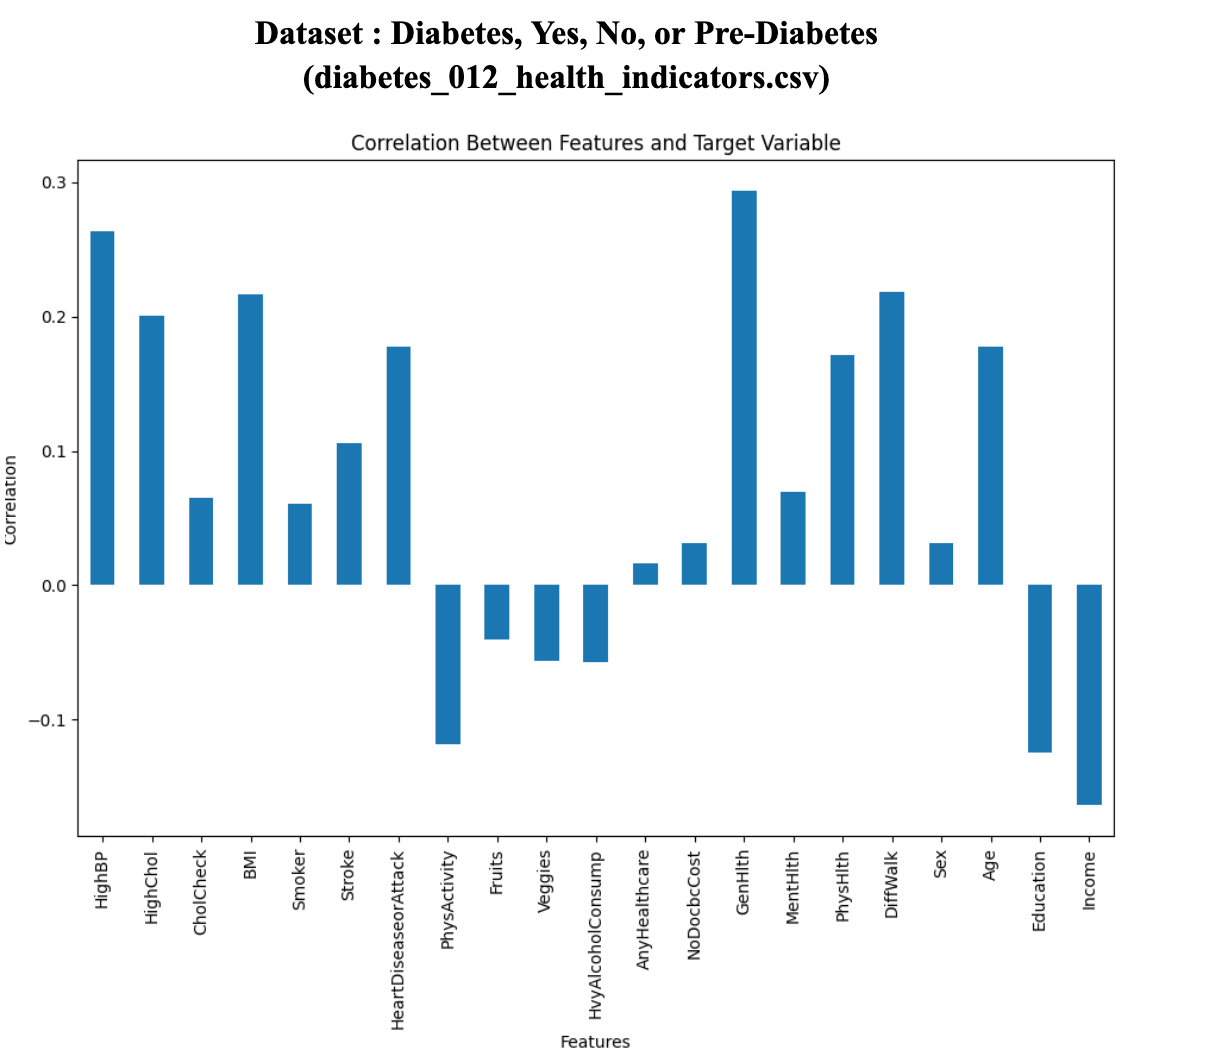 Dataset : Diabetes, Yes, No, or Pre-Diabetes
(diabetes_012_health_indicators.csv)
Correlation Between Features and Target Variable
0.3
0.2
0.1
0.0
−0.1
Correlation
HighBP
HighChol
CholCheck
BMI
Smoker
Stroke
HeartDiseaseorAttack
PhysActivity
Fruits
Veggies
HvyAlcoholConsump
AnyHealthcare
NoDocbcCost
GenHlth
MentHlth
PhysHlth
DiffWalk
Sex
Age
Education
Income
Features